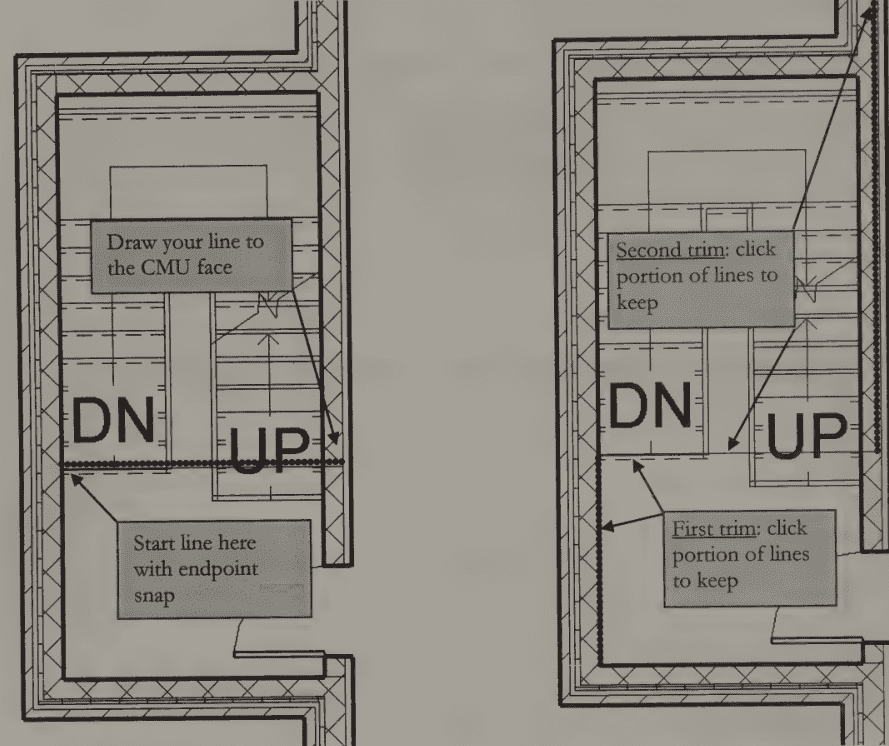 Draw your line to
the CMU face
DN
UP
Start line here
with endpoint
snap
Second trim: click
portion of lines to
keep
DN
UP
First trim: click
portion of lines
to keep